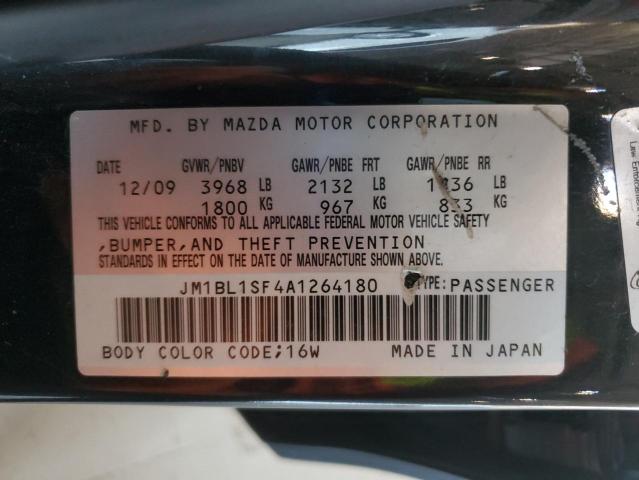 MFD. BY MAZDA MOTOR CORPORATION
DATE GVWR/PNBV GAWR/PNBE FRT GAWR/PNBE RR
12/09 3968 LB 2132 LB LB
1800 KG 967 KG 833 KG
THIS VEHICLE CONFORMS TO ALL APPLICABLE FEDERAL MOTOR VEHICLE SAFETY
,BUMPER,AND THEFT PREVENTION
STANDARDS IN EFFECT ON THE DATE OF MANUFACTURE SHOWN ABOVE.
JM1BL1SF4A1264180 TYPE:PASSENGER
BODY COLOR CODE;16W MADE IN JAPAN
Law Enforcement